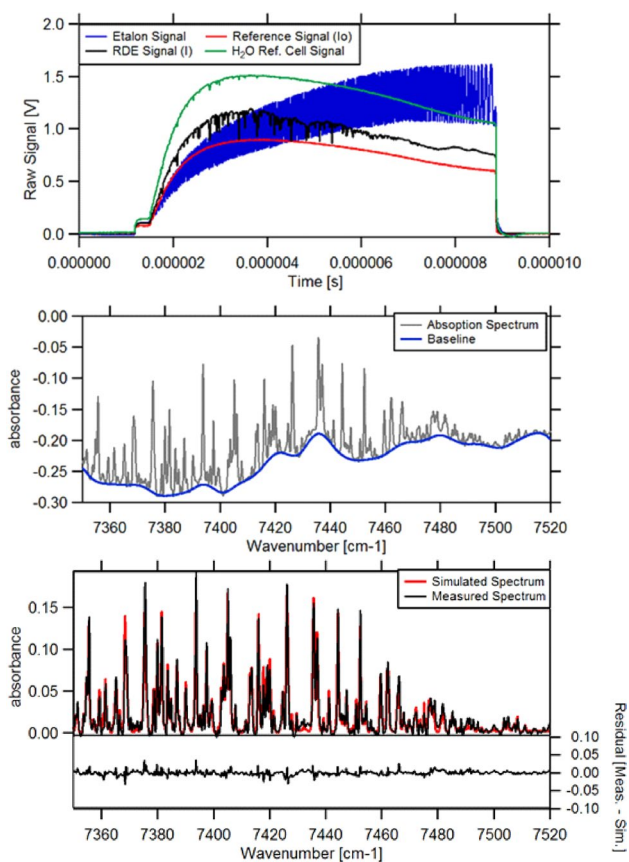 Etalon Signal Reference Signal (Io)
RDE Signal (I) H₂O Ref. Cell Signal
Raw Signal [V]
2.0
1.5
1.0
0.5
0.0
0.000000 0.000002 0.000004 0.000006 0.000008 0.000010
Time [s]
Absoption Spectrum
Baseline
absorbance
0.00
-0.05
-0.10
-0.15
-0.20
-0.25
-0.30
7360 7380 7400 7420 7440 7460 7480 7500 7520
Wavenumber [cm-1]
Simulated Spectrum
Measured Spectrum
absorbance
0.15
0.10
0.05
0.00
Residual [Meas. - Sim.]
0.10
0.05
0.00
-0.05
-0.10
7360 7380 7400 7420 7440 7460 7480 7500 7520
Wavenumber [cm-1]